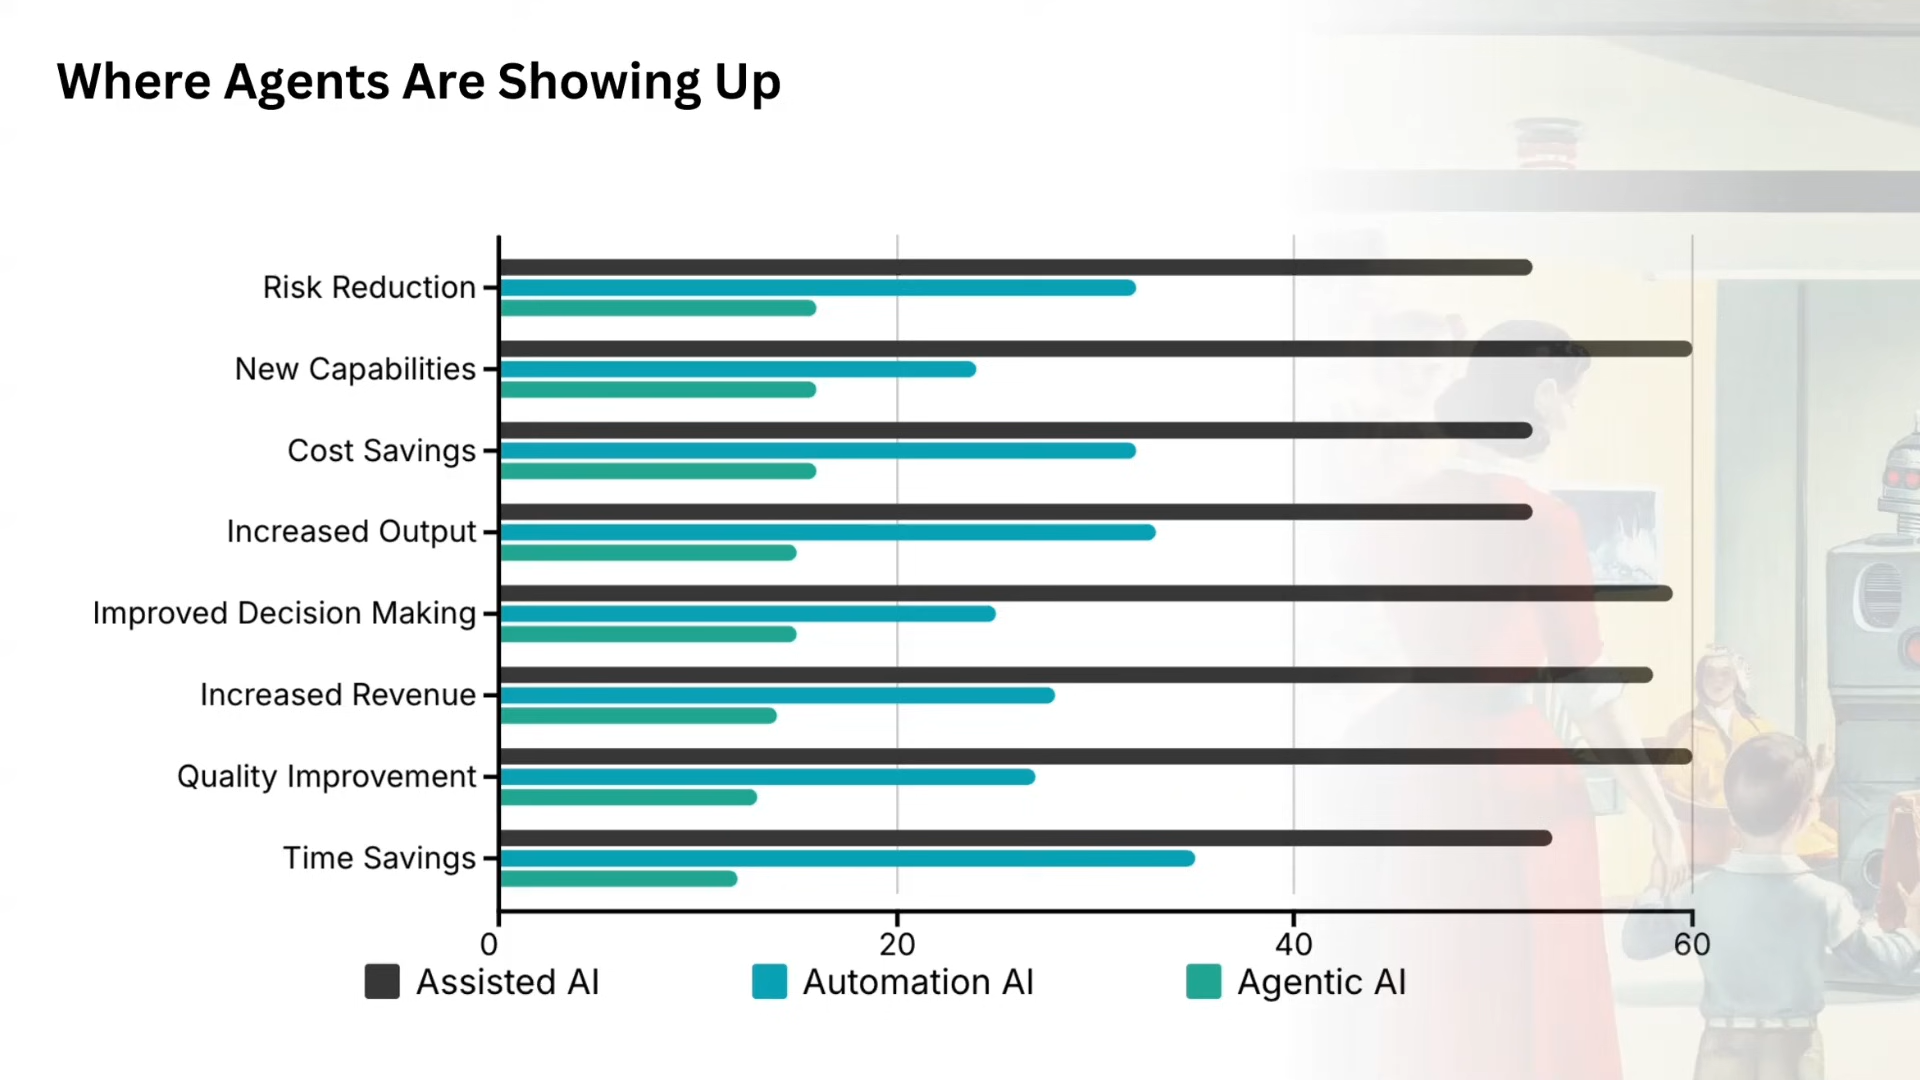 Where Agents Are Showing Up
Risk Reduction
New Capabilities
Cost Savings
Increased Output
Improved Decision Making
Increased Revenue
Quality Improvement
Time Savings
0 20 40 60
Assisted AI Automation AI Agentic AI